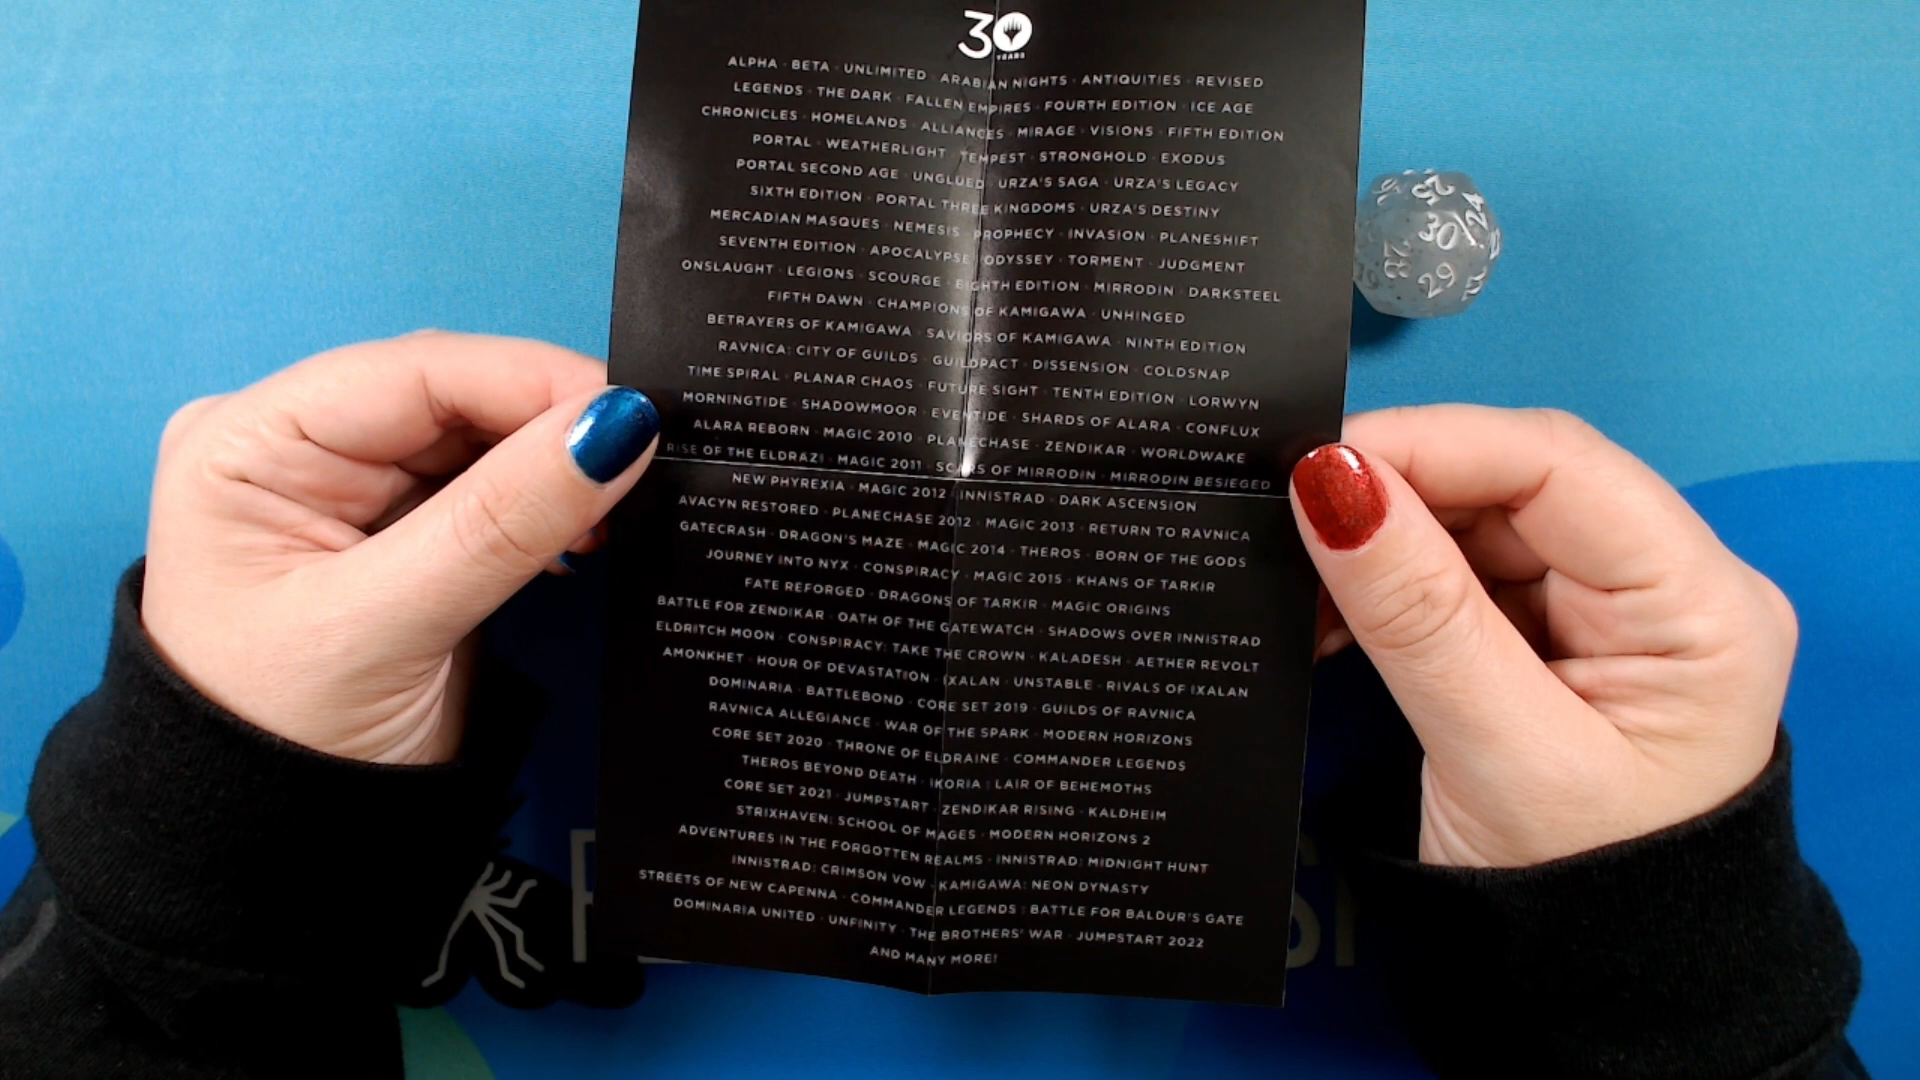 30
YEARS
ALPHA · BETA · UNLIMITED · ARABIAN NIGHTS · ANTIQUITIES · REVISED
LEGENDS · THE DARK · FALLEN EMPIRES · FOURTH EDITION · ICE AGE
CHRONICLES · HOMELANDS · ALLIANCES · MIRAGE · VISIONS · FIFTH EDITION
PORTAL · WEATHERLIGHT · TEMPEST · STRONGHOLD · EXODUS
PORTAL SECOND AGE · UNGLUED · URZA'S SAGA · URZA'S LEGACY
SIXTH EDITION · PORTAL THREE KINGDOMS · URZA'S DESTINY
MERCADIAN MASQUES · NEMESIS · PROPHECY · INVASION · PLANESHIFT
SEVENTH EDITION · APOCALYPSE · ODYSSEY · TORMENT · JUDGMENT
ONSLAUGHT · LEGIONS · SCOURGE · EIGHTH EDITION · MIRRODIN · DARKSTEEL
FIFTH DAWN · CHAMPIONS OF KAMIGAWA · UNHINGED
BETRAYERS OF KAMIGAWA · SAVIORS OF KAMIGAWA · NINTH EDITION
RAVNICA: CITY OF GUILDS · GUILDPACT · DISSENSION · COLDSNAP
TIME SPIRAL · PLANAR CHAOS · FUTURE SIGHT · TENTH EDITION · LORWYN
MORNINGTIDE · SHADOWMOOR · EVENTIDE · SHARDS OF ALARA · CONFLUX
ALARA REBORN · MAGIC 2010 · PLANECHASE · ZENDIKAR · WORLDWAKE
RISE OF THE ELDRAZI · MAGIC 2011 · SCARS OF MIRRODIN · MIRRODIN BESIEGED
NEW PHYREXIA · MAGIC 2012 · INNISTRAD · DARK ASCENSION
AVACYN RESTORED · PLANECHASE 2012 · MAGIC 2013 · RETURN TO RAVNICA
GATECRASH · DRAGON'S MAZE · MAGIC 2014 · THEROS · BORN OF THE GODS
JOURNEY INTO NYX · CONSPIRACY · MAGIC 2015 · KHANS OF TARKIR
FATE REFORGED · DRAGONS OF TARKIR · MAGIC ORIGINS
BATTLE FOR ZENDIKAR · OATH OF THE GATEWATCH · SHADOWS OVER INNISTRAD
ELDRITCH MOON · CONSPIRACY: TAKE THE CROWN · KALADESH · AETHER REVOLT
AMONKHET · HOUR OF DEVASTATION · IXALAN · UNSTABLE · RIVALS OF IXALAN
DOMINARIA · BATTLEBOND · CORE SET 2019 · GUILDS OF RAVNICA
RAVNICA ALLEGIANCE · WAR OF THE SPARK · MODERN HORIZONS
CORE SET 2020 · THRONE OF ELDRAINE · COMMANDER LEGENDS
THEROS BEYOND DEATH · IKORIA : LAIR OF BEHEMOTHS
CORE SET 2021 · JUMPSTART · ZENDIKAR RISING · KALDHEIM
STRIXHAVEN: SCHOOL OF MAGES · MODERN HORIZONS 2
ADVENTURES IN THE FORGOTTEN REALMS · INNISTRAD: MIDNIGHT HUNT
INNISTRAD: CRIMSON VOW · KAMIGAWA: NEON DYNASTY
STREETS OF NEW CAPENNA · COMMANDER LEGENDS : BATTLE FOR BALDUR'S GATE
DOMINARIA UNITED · UNFINITY · THE BROTHERS' WAR · JUMPSTART 2022
AND MANY MORE!
25
24
30
28
29